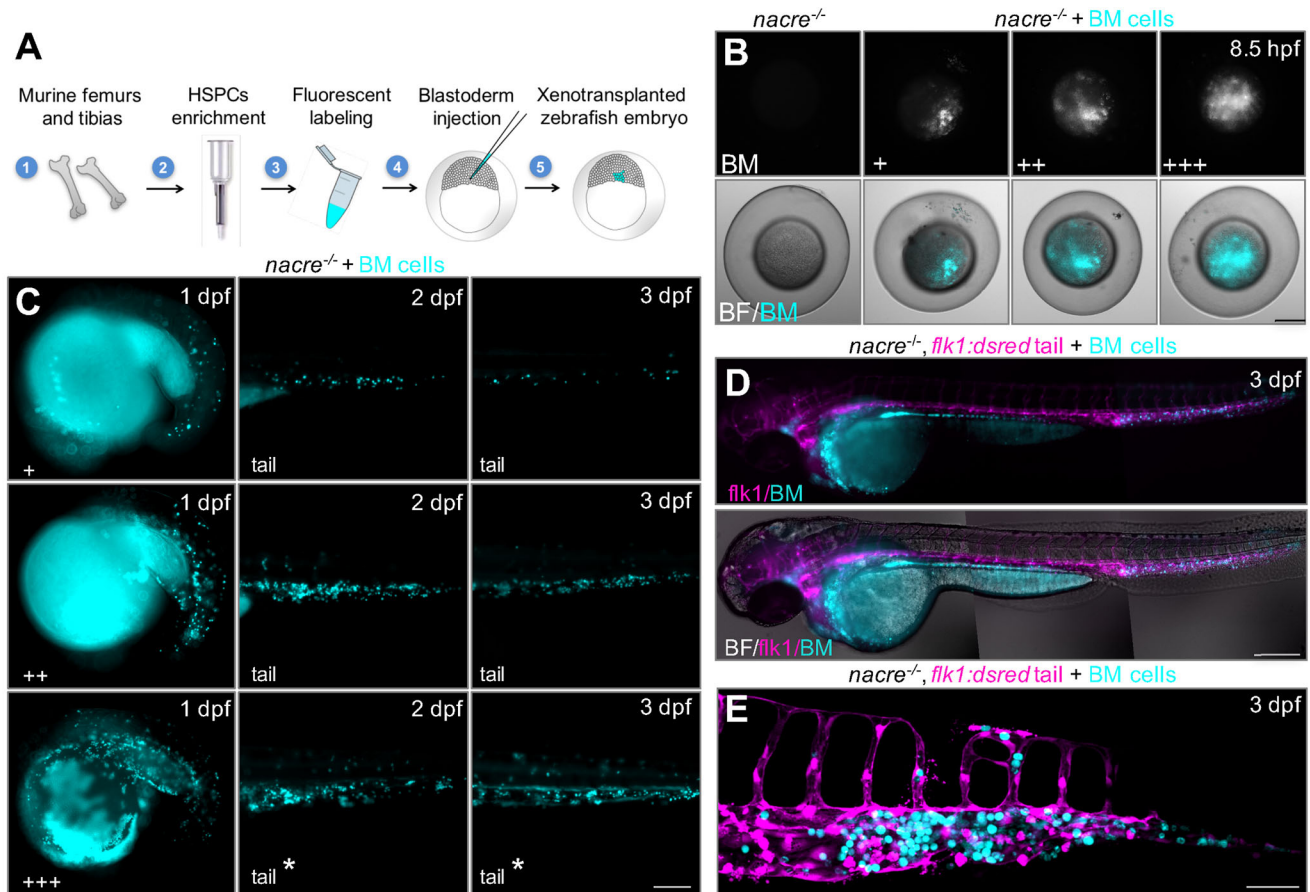 A
Murine femurs
and tibias
HSPCs
enrichment
Fluorescent
labeling
Blastoderm
injection
Xenotransplanted
zebrafish embryo
1
2
3
4
5
nacre-/-
nacre-/- + BM cells
B
8.5 hpf
BM
+
++
+++
BF/BM
nacre-/- + BM cells
C
1 dpf
2 dpf
3 dpf
+
tail
tail
1 dpf
2 dpf
3 dpf
++
tail
tail
1 dpf
2 dpf
3 dpf
+++
tail *
tail *
nacre-/-, flk1:dsred tail + BM cells
D
3 dpf
flk1/BM
BF/flk1/BM
nacre-/-, flk1:dsred tail + BM cells
E
3 dpf